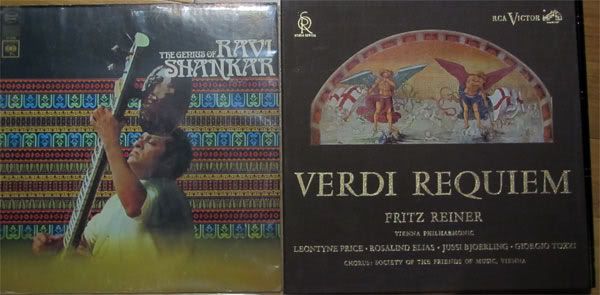 THE GENIUS OF RAVI
SHANKAR
SR
RCA VICTOR
VERDI REQUIEM
FRITZ REINER
VIENNA PHILHARMONIC
LEONTYNE PRICE • ROSALIND ELIAS • JUSSI BJOERLING • GIORGIO TOZZI
CHORUS: SOCIETY OF THE FRIENDS OF MUSIC, VIENNA